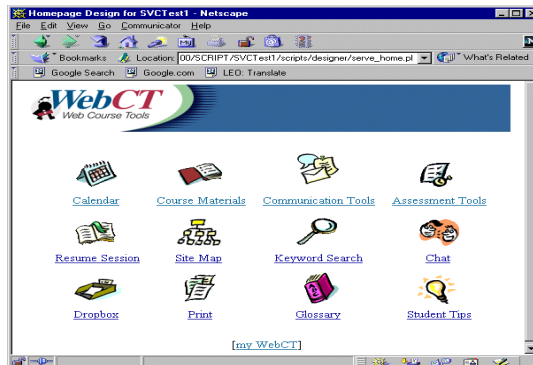 Homepage Design for SVCTest1 - Netscape
File Edit View Go Communicator Help
Bookmarks Location: 00/SCRIPT/SVCTest1/scripts/designer/serve_home.pl What's Related
Google Search Google.com LEO: Translate
WebCT
Web Course Tools
Calendar Course Materials Communication Tools Assessment Tools
Resume Session Site Map Keyword Search Chat
Dropbox Print Glossary Student Tips
[my WebCT]